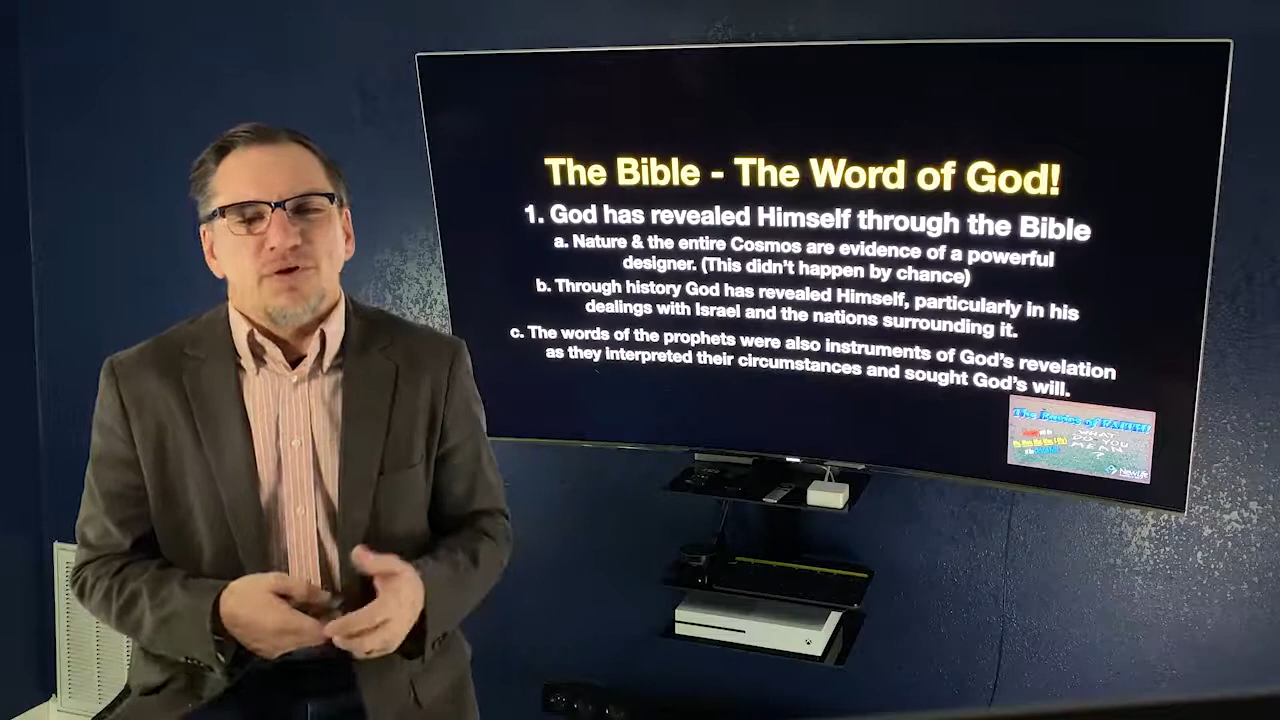 The Bible - The Word of God!
1. God has revealed Himself through the Bible
a. Nature & the entire Cosmos are evidence of a powerful
designer. (This didn't happen by chance)
b. Through history God has revealed Himself, particularly in his
dealings with Israel and the nations surrounding it.
c. The words of the prophets were also instruments of God's revelation
as they interpreted their circumstances and sought God's will.
The Basics of FAITH!
WHAT
DO YOU
MEAN
?
NewLife